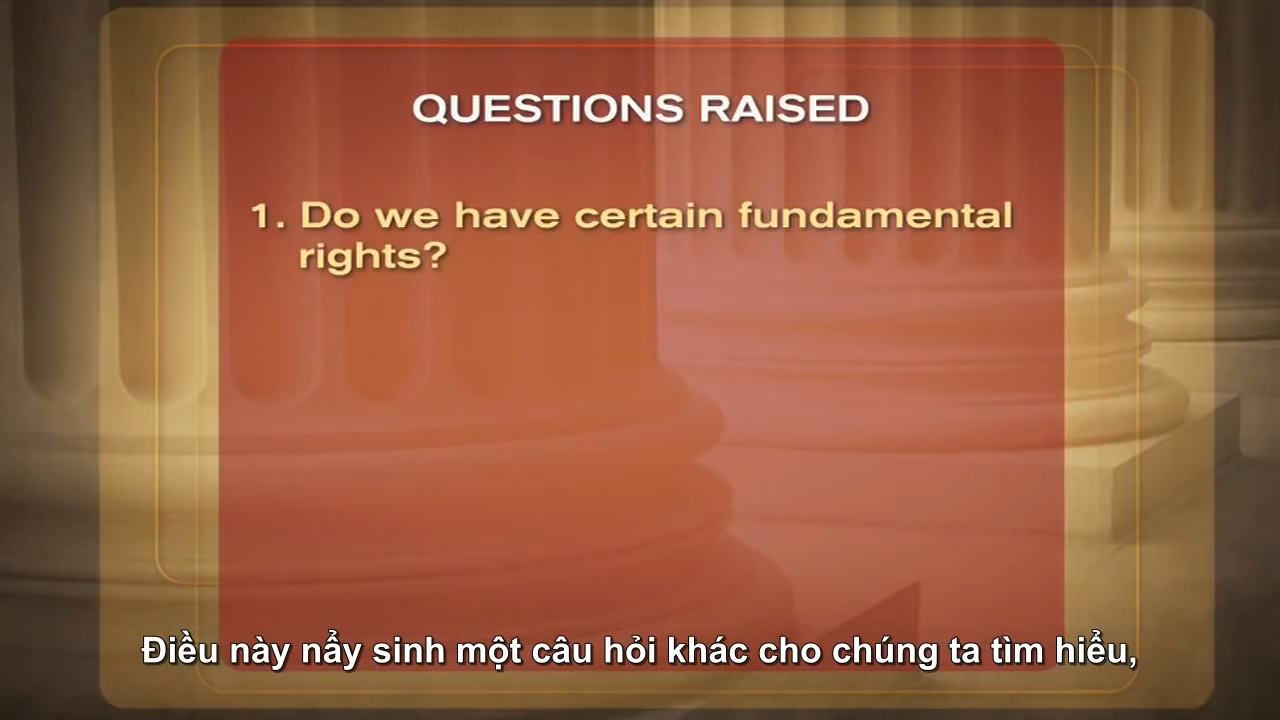 QUESTIONS RAISED
1. Do we have certain fundamental
rights?
Điều này nẩy sinh một câu hỏi khác cho chúng ta tìm hiểu,